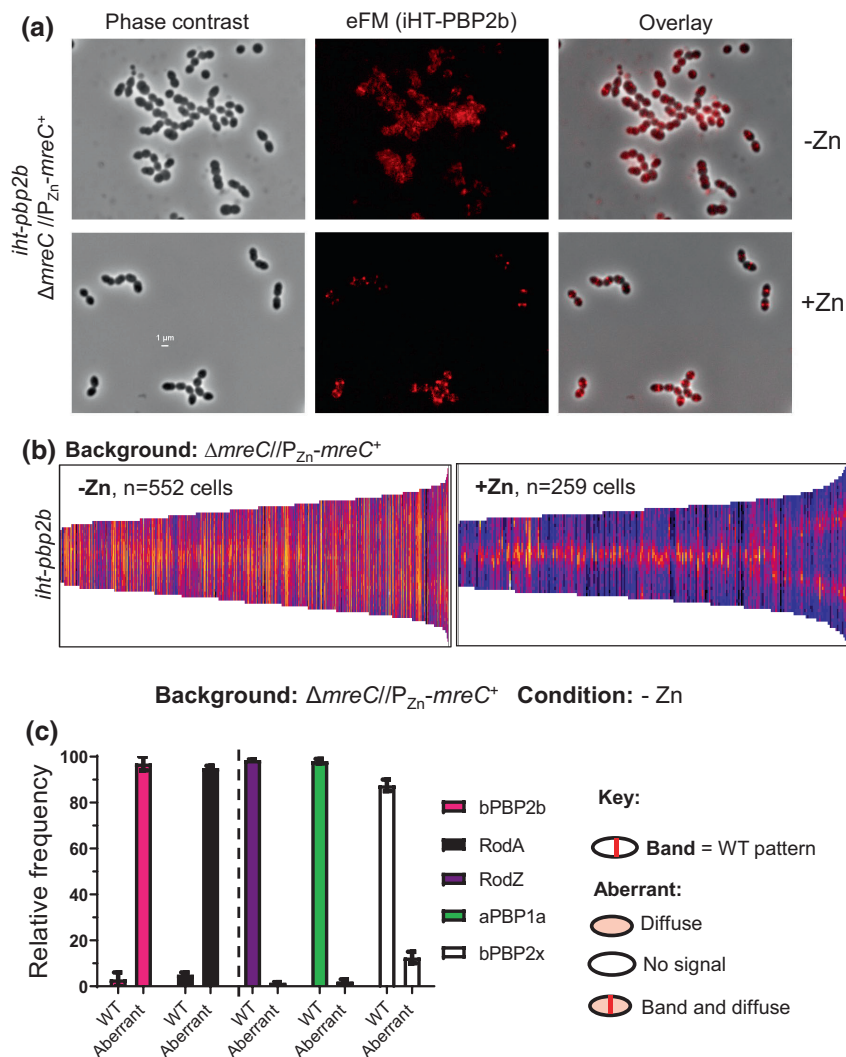 (a)
Phase contrast eFM (iHT-PBP2b) Overlay
iht-pbp2b
ΔmreC //PZn-mreC+
-Zn
+Zn
1 µm
(b) Background: ΔmreC//PZn-mreC+
iht-pbp2b
-Zn, n=552 cells
+Zn, n=259 cells
Background: ΔmreC//PZn-mreC+ Condition: - Zn
(c)
Relative frequency
100
80
60
40
20
0
WT
Aberrant
WT
Aberrant
WT
Aberrant
WT
Aberrant
WT
Aberrant
bPBP2b
RodA
RodZ
aPBP1a
bPBP2x
Key:
Band = WT pattern
Aberrant:
Diffuse
No signal
Band and diffuse